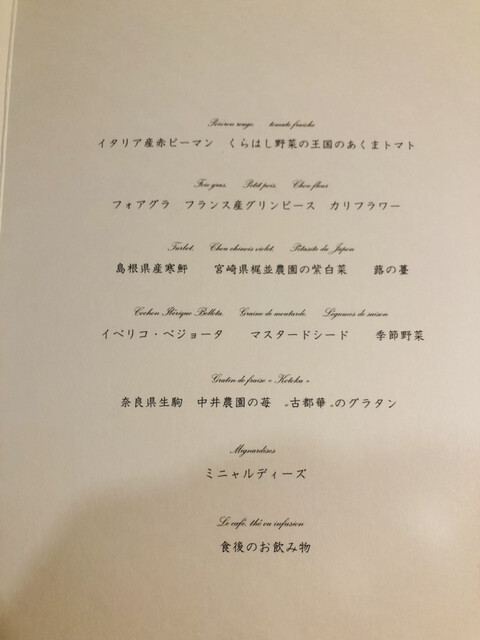 Poivron rouge, tomate fraîche
イタリア産赤ピーマン くらはし野菜の王国のあくまトマト
Foie gras, Petit pois, Chou fleur
フォアグラ フランス産グリンピース カリフラワー
Turbot, Chou chinois violet, Pétasite du Japon
島根県産寒鮃 宮崎県梶並農園の紫白菜 蕗の薹
Cochon Ibérique Bellota, Graine de moutarde, Légumes de saison
イベリコ・ベジョータ マスタードシード 季節野菜
Gratin de fraise « Kotoka »
奈良県生駒 中井農園の苺 “古都華”のグラタン
Mignardises
ミニャルディーズ
Le café, thé ou infusion
食後のお飲み物